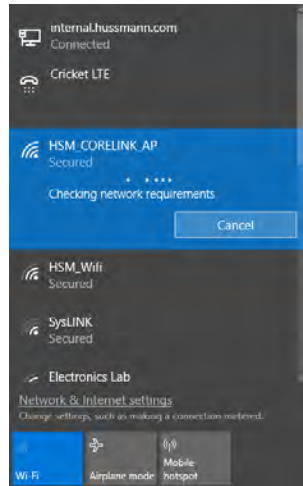 internal.hussmann.com
Connected
Cricket LTE
HSM_CORELINK_AP
Secured
Checking network requirements
Cancel
HSM_Wifi
Secured
SysLINK
Secured
Electronics Lab
Network & Internet settings
Change settings, such as making a connection metered.
Wi-Fi
Airplane mode
Mobile
hotspot